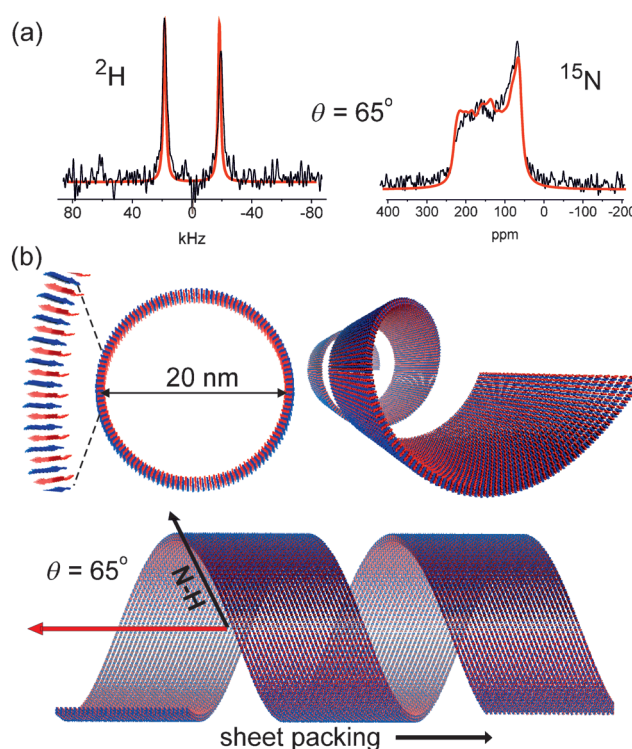 (a)
²H
θ = 65°
¹⁵N
80 40 0 -40 -80
kHz
400 300 200 100 0 -100 -200
ppm
(b)
20 nm
θ = 65°
N-H
sheet packing